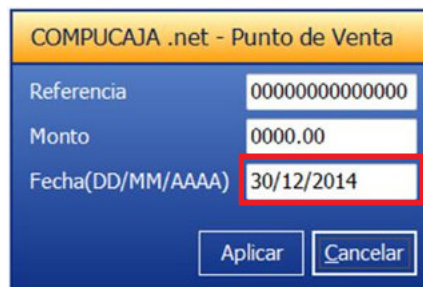 COMPUCAJA .net - Punto de Venta
Referencia 00000000000000
Monto 0000.00
Fecha(DD/MM/AAAA) 30/12/2014
Aplicar Cancelar